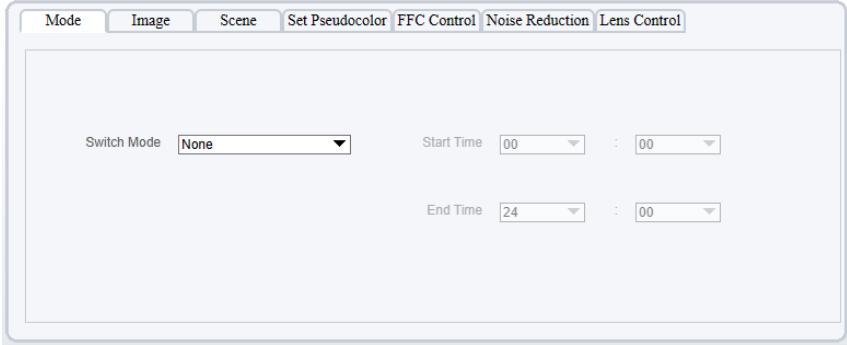 Mode Image Scene Set Pseudocolor FFC Control Noise Reduction Lens Control
Switch Mode None Start Time 00 : 00
End Time 24 : 00